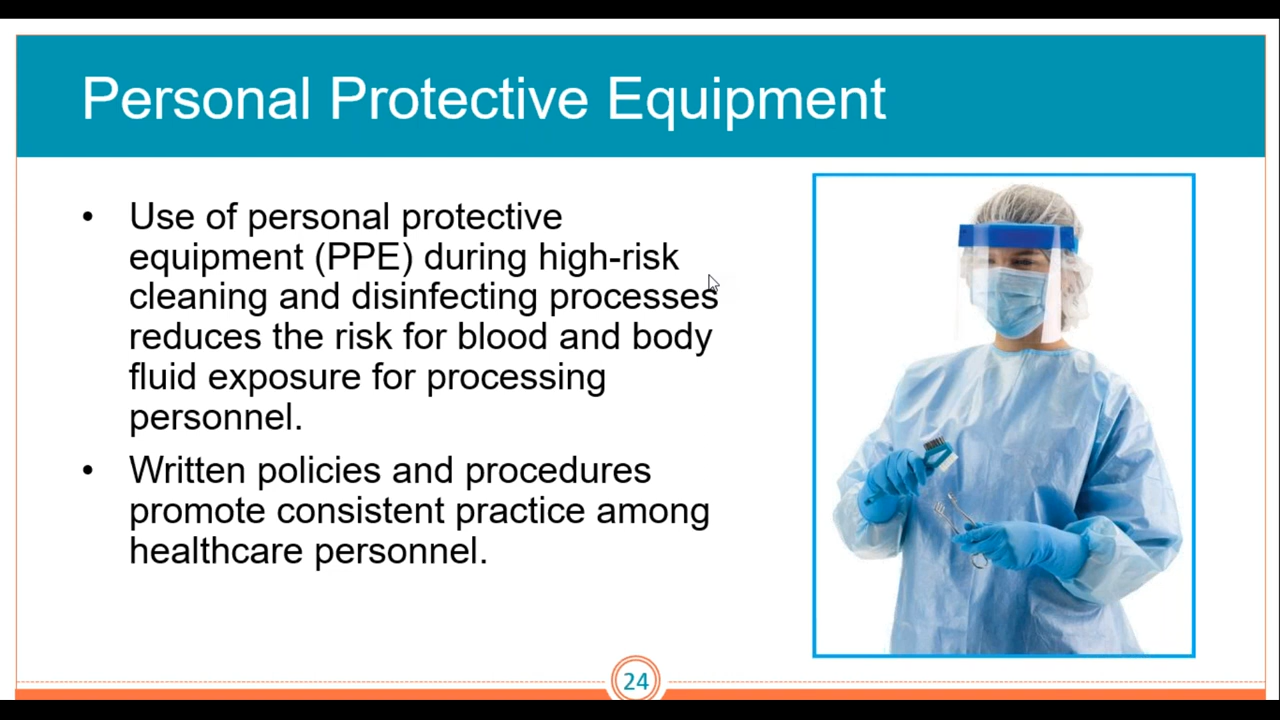 Personal Protective Equipment
• Use of personal protective
equipment (PPE) during high-risk
cleaning and disinfecting processes
reduces the risk for blood and body
fluid exposure for processing
personnel.
• Written policies and procedures
promote consistent practice among
healthcare personnel.
24